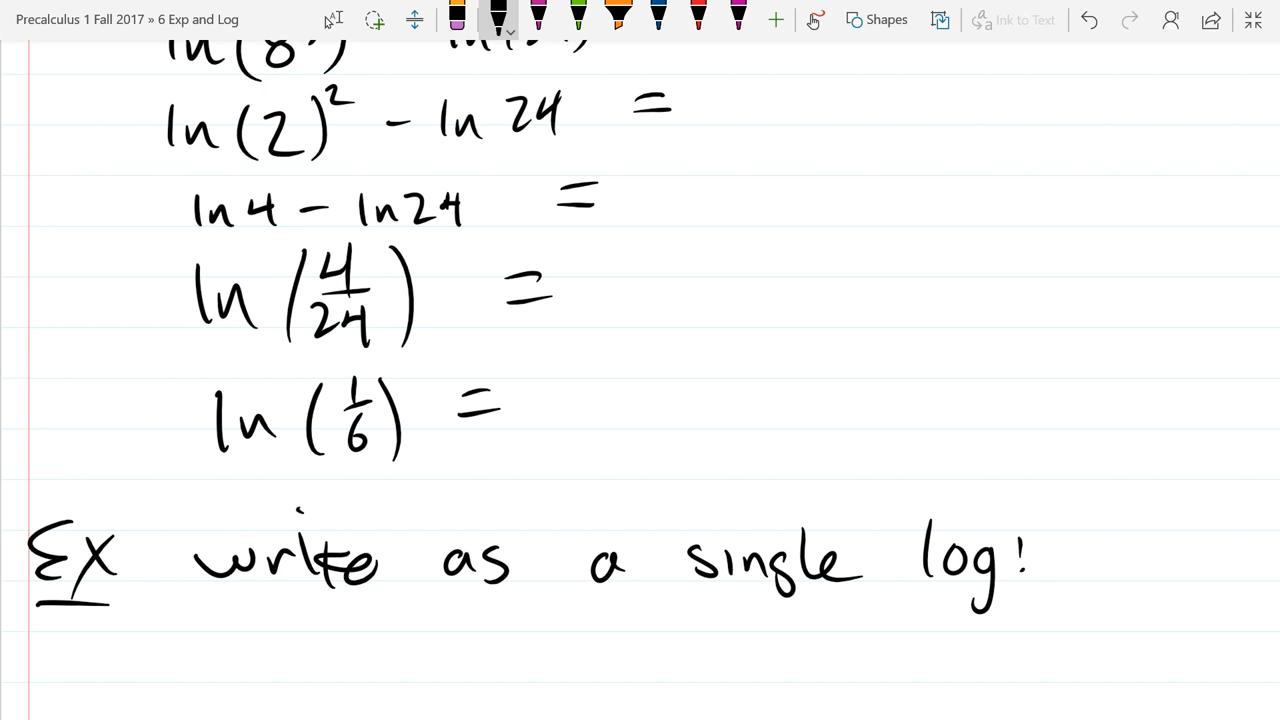 Precalculus 1 Fall 2017 » 6 Exp and Log Shapes Ink to Text
ln(2)² - ln 24 =
ln 4 - ln 24 =
ln(4/24) =
ln(1/6) =
Ex write as a single log!